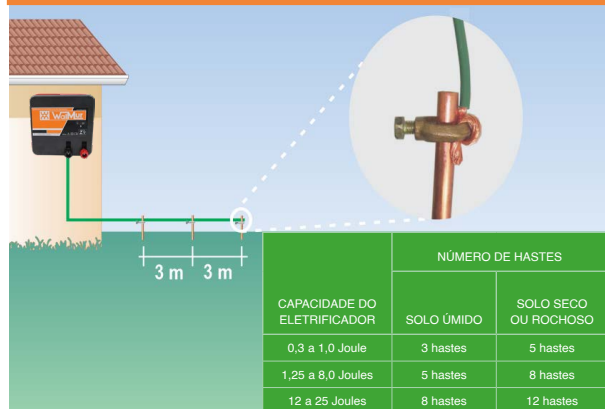 WalMur
3 m 3 m
NÚMERO DE HASTES
CAPACIDADE DO
ELETRIFICADOR
SOLO ÚMIDO
SOLO SECO
OU ROCHOSO
0,3 a 1,0 Joule 3 hastes 5 hastes
1,25 a 8,0 Joules 5 hastes 8 hastes
12 a 25 Joules 8 hastes 12 hastes